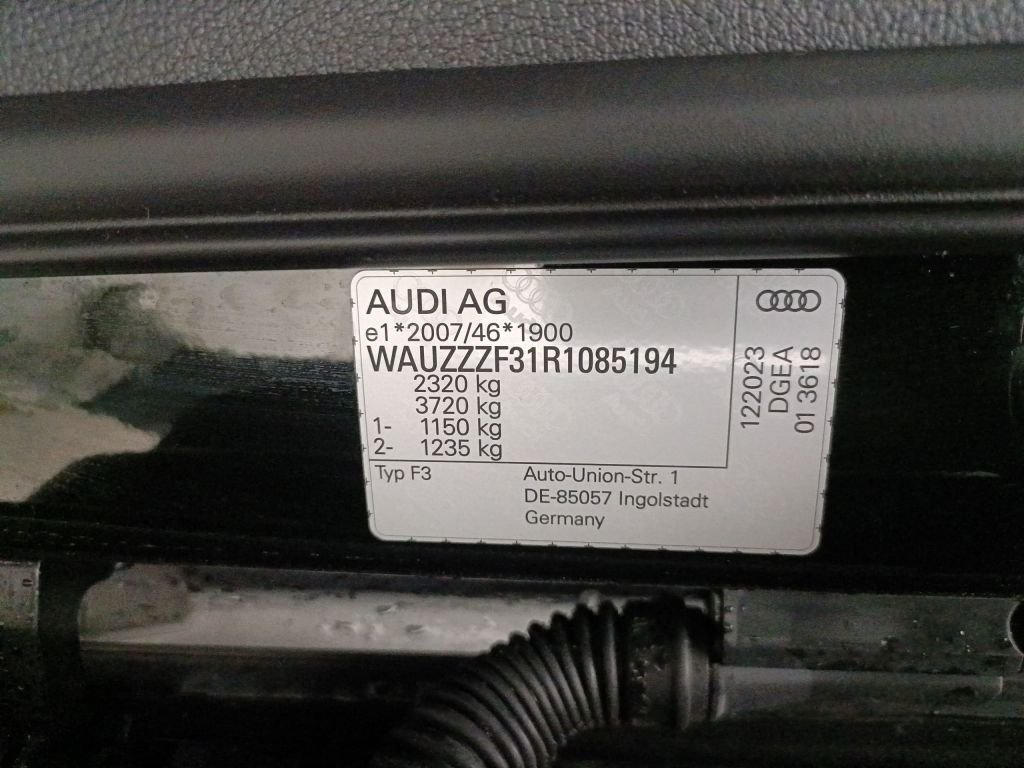 AUDI AG
e1*2007/46*1900
WAUZZZF31R1085194
2320 kg
3720 kg
1- 1150 kg
2- 1235 kg
Typ F3
Auto-Union-Str. 1
DE-85057 Ingolstadt
Germany
122023
DGEA
01 3618